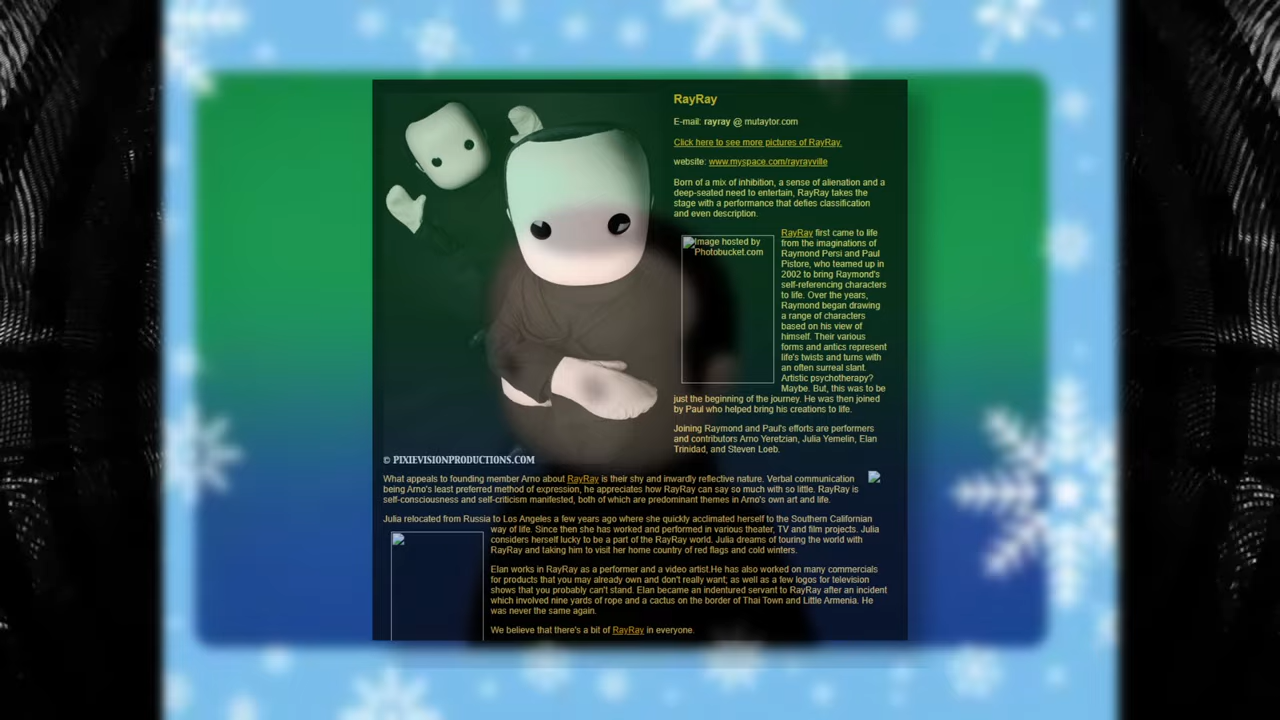 RayRay
E-mail: rayray @ mutaytor.com
Click here to see more pictures of RayRay.
website: www.myspace.com/rayrayville
Born of a mix of inhibition, a sense of alienation and a
deep-seated need to entertain, RayRay takes the
stage with a performance that defies classification
and even description.
Image hosted by
Photobucket.com
RayRay first came to life
from the imaginations of
Raymond Persi and Paul
Pistore, who teamed up in
2002 to bring Raymond's
self-referencing characters
to life. Over the years,
Raymond began drawing
a range of characters
based on his view of
himself. Their various
forms and antics represent
life's twists and turns with
an often surreal slant.
Artistic psychotherapy?
Maybe. But, this was to be
just the beginning of the journey. He was then joined
by Paul who helped bring his creations to life.
Joining Raymond and Paul's efforts are performers
and contributors Arno Yeretzian, Julia Yemelin, Elan
Trinidad, and Steven Loeb.
© PIXIEVISIONPRODUCTIONS.COM
What appeals to founding member Arno about RayRay is their shy and inwardly reflective nature. Verbal communication
being Arno's least preferred method of expression, he appreciates how RayRay can say so much with so little. RayRay is
self-consciousness and self-criticism manifested, both of which are predominant themes in Arno's own art and life.
Julia relocated from Russia to Los Angeles a few years ago where she quickly acclimated herself to the Southern Californian
way of life. Since then she has worked and performed in various theater, TV and film projects. Julia
considers herself lucky to be a part of the RayRay world. Julia dreams of touring the world with
RayRay and taking him to visit her home country of red flags and cold winters.
Elan works in RayRay as a performer and a video artist.He has also worked on many commercials
for products that you may already own and don't really want; as well as a few logos for television
shows that you probably can't stand. Elan became an indentured servant to RayRay after an incident
which involved nine yards of rope and a cactus on the border of Thai Town and Little Armenia. He
was never the same again.
We believe that there's a bit of RayRay in everyone.